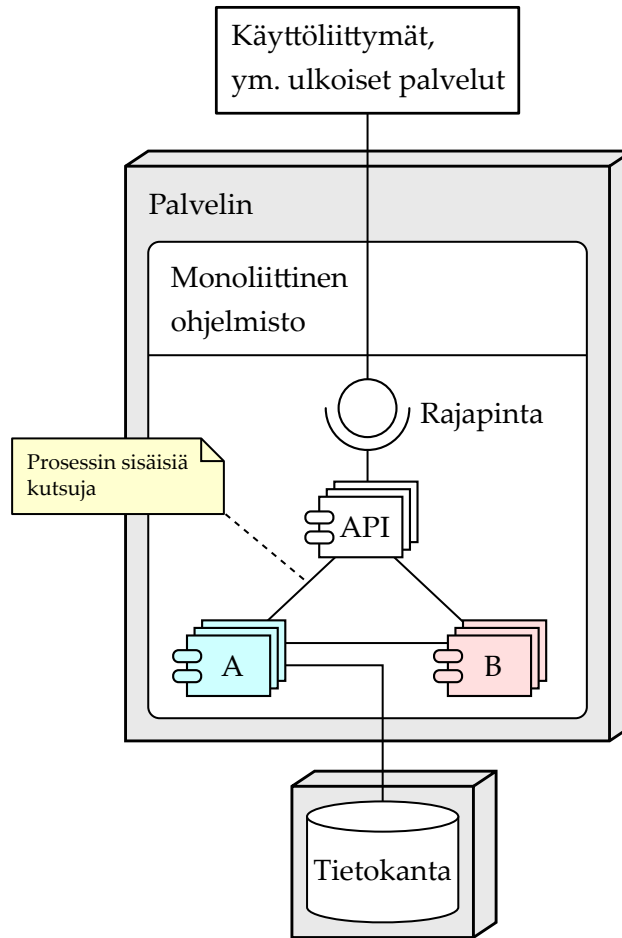 Käyttöliittymät,
ym. ulkoiset palvelut
Palvelin
Monoliittinen
ohjelmisto
Rajapinta
Prosessin sisäisiä
kutsuja
API
A
B
Tietokanta